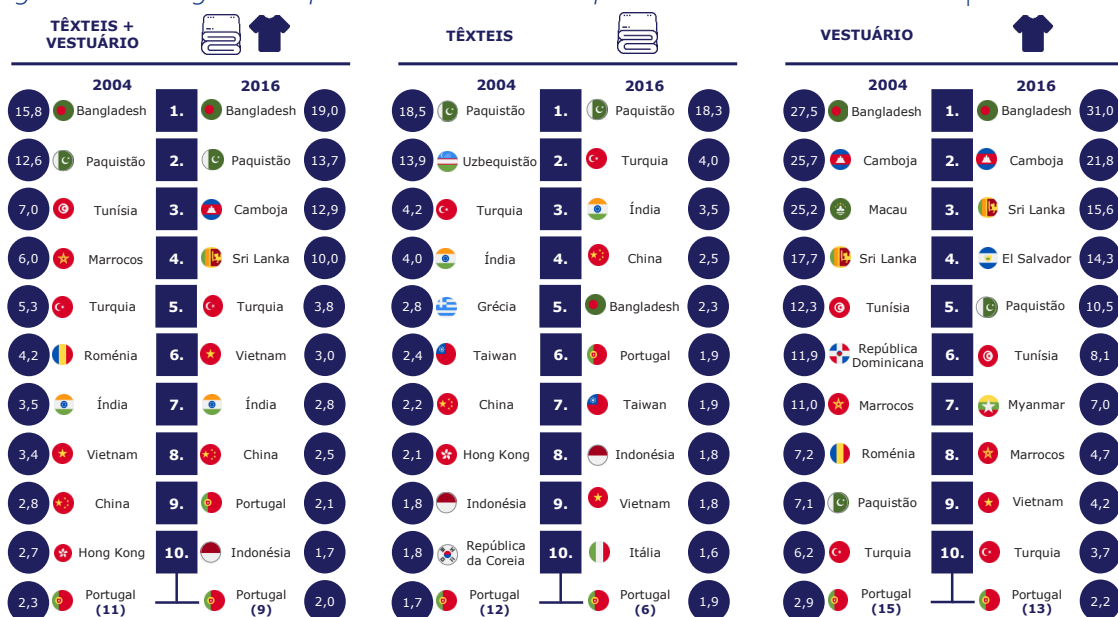 TÊXTEIS +
VESTUÁRIO
2004 2016
15,8 Bangladesh 1. Bangladesh 19,0
12,6 Paquistão 2. Paquistão 13,7
7,0 Tunísia 3. Camboja 12,9
6,0 Marrocos 4. Sri Lanka 10,0
5,3 Turquia 5. Turquia 3,8
4,2 Roménia 6. Vietnam 3,0
3,5 Índia 7. Índia 2,8
3,4 Vietnam 8. China 2,5
2,8 China 9. Portugal 2,1
2,7 Hong Kong 10. Indonésia 1,7
2,3 Portugal Portugal 2,0
(11) (9)
TÊXTEIS
2004 2016
18,5 Paquistão 1. Paquistão 18,3
13,9 Uzbequistão 2. Turquia 4,0
4,2 Turquia 3. Índia 3,5
4,0 Índia 4. China 2,5
2,8 Grécia 5. Bangladesh 2,3
2,4 Taiwan 6. Portugal 1,9
2,2 China 7. Taiwan 1,9
2,1 Hong Kong 8. Indonésia 1,8
1,8 Indonésia 9. Vietnam 1,8
1,8 República
da Coreia 10. Itália 1,6
1,7 Portugal Portugal 1,9
(12) (6)
VESTUÁRIO
2004 2016
27,5 Bangladesh 1. Bangladesh 31,0
25,7 Camboja 2. Camboja 21,8
25,2 Macau 3. Sri Lanka 15,6
17,7 Sri Lanka 4. El Salvador 14,3
12,3 Tunísia 5. Paquistão 10,5
11,9 República
Dominicana 6. Tunísia 8,1
11,0 Marrocos 7. Myanmar 7,0
7,2 Roménia 8. Marrocos 4,7
7,1 Paquistão 9. Vietnam 4,2
6,2 Turquia 10. Turquia 3,7
2,9 Portugal Portugal 2,2
(15) (13)